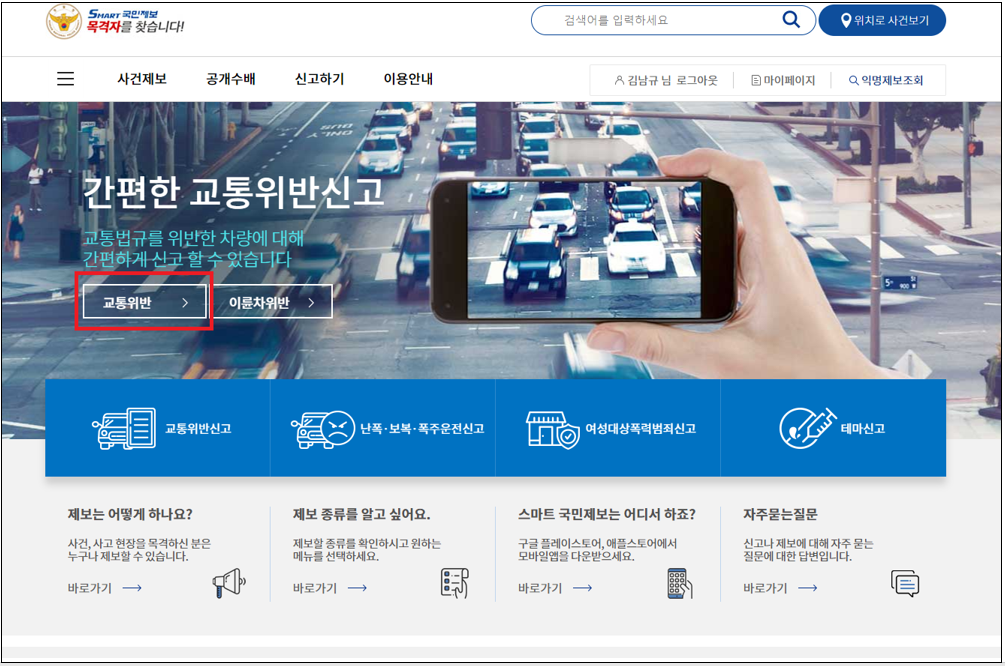 SMART 국민제보
목격자를 찾습니다!
검색어를 입력하세요
위치로 사건보기
사건제보 공개수배 신고하기 이용안내
김남규 님 로그아웃 마이페이지 익명제보조회
간편한 교통위반신고
교통법규를 위반한 차량에 대해
간편하게 신고 할 수 있습니다
교통위반 이륜차위반
교통위반신고 난폭·보복·폭주운전신고 여성대상폭력범죄신고 테마신고
제보는 어떻게 하나요?
사건, 사고 현장을 목격하신 분은
누구나 제보할 수 있습니다.
바로가기
제보 종류를 알고 싶어요.
제보할 종류를 확인하시고 원하는
메뉴를 선택하세요.
바로가기
스마트 국민제보는 어디서 하죠?
구글 플레이스토어, 애플스토어에서
모바일앱을 다운받으세요.
바로가기
자주묻는질문
신고나 제보에 대해 자주 묻는
질문에 대한 답변입니다.
바로가기